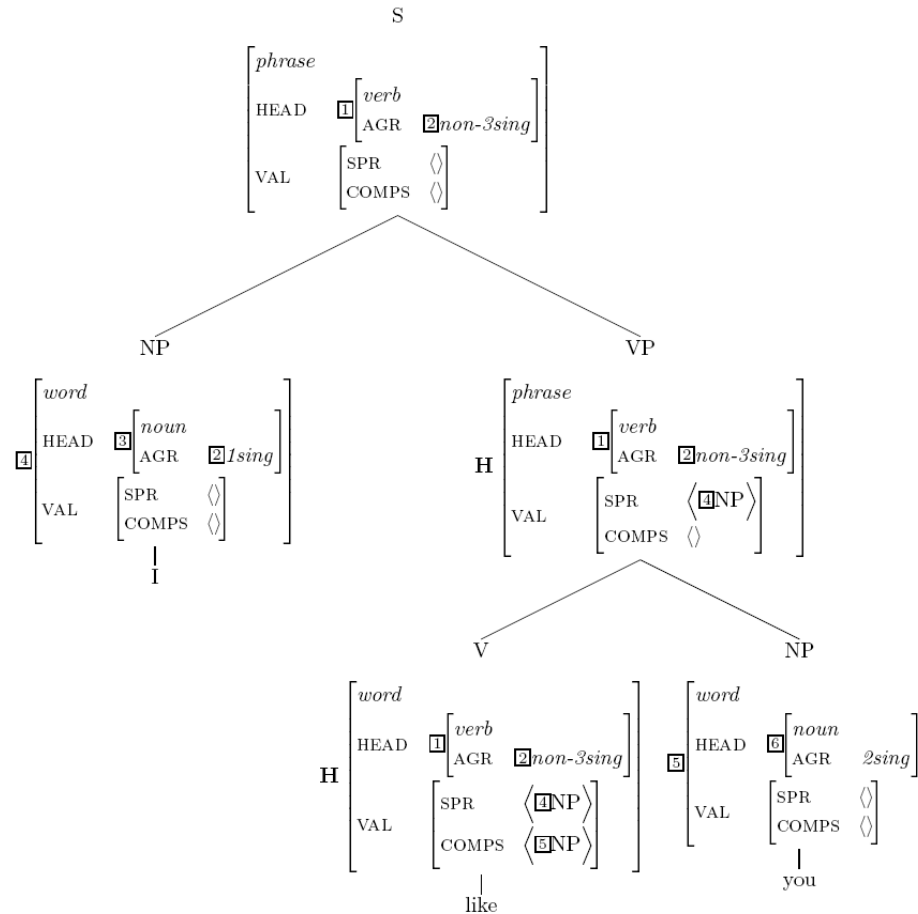 S
phrase
HEAD 1 verb
AGR 2 non-3sing
VAL SPR ⟨⟩
COMPS ⟨⟩
NP
word
HEAD 3 noun
4 AGR 2 1sing
VAL SPR ⟨⟩
COMPS ⟨⟩
I
VP
phrase
HEAD 1 verb
H AGR 2 non-3sing
VAL SPR ⟨ 4 NP ⟩
COMPS ⟨⟩
V
word
HEAD 1 verb
H AGR 2 non-3sing
VAL SPR ⟨ 4 NP ⟩
COMPS ⟨ 5 NP ⟩
like
NP
word
HEAD 6 noun
5 AGR 2sing
VAL SPR ⟨⟩
COMPS ⟨⟩
you